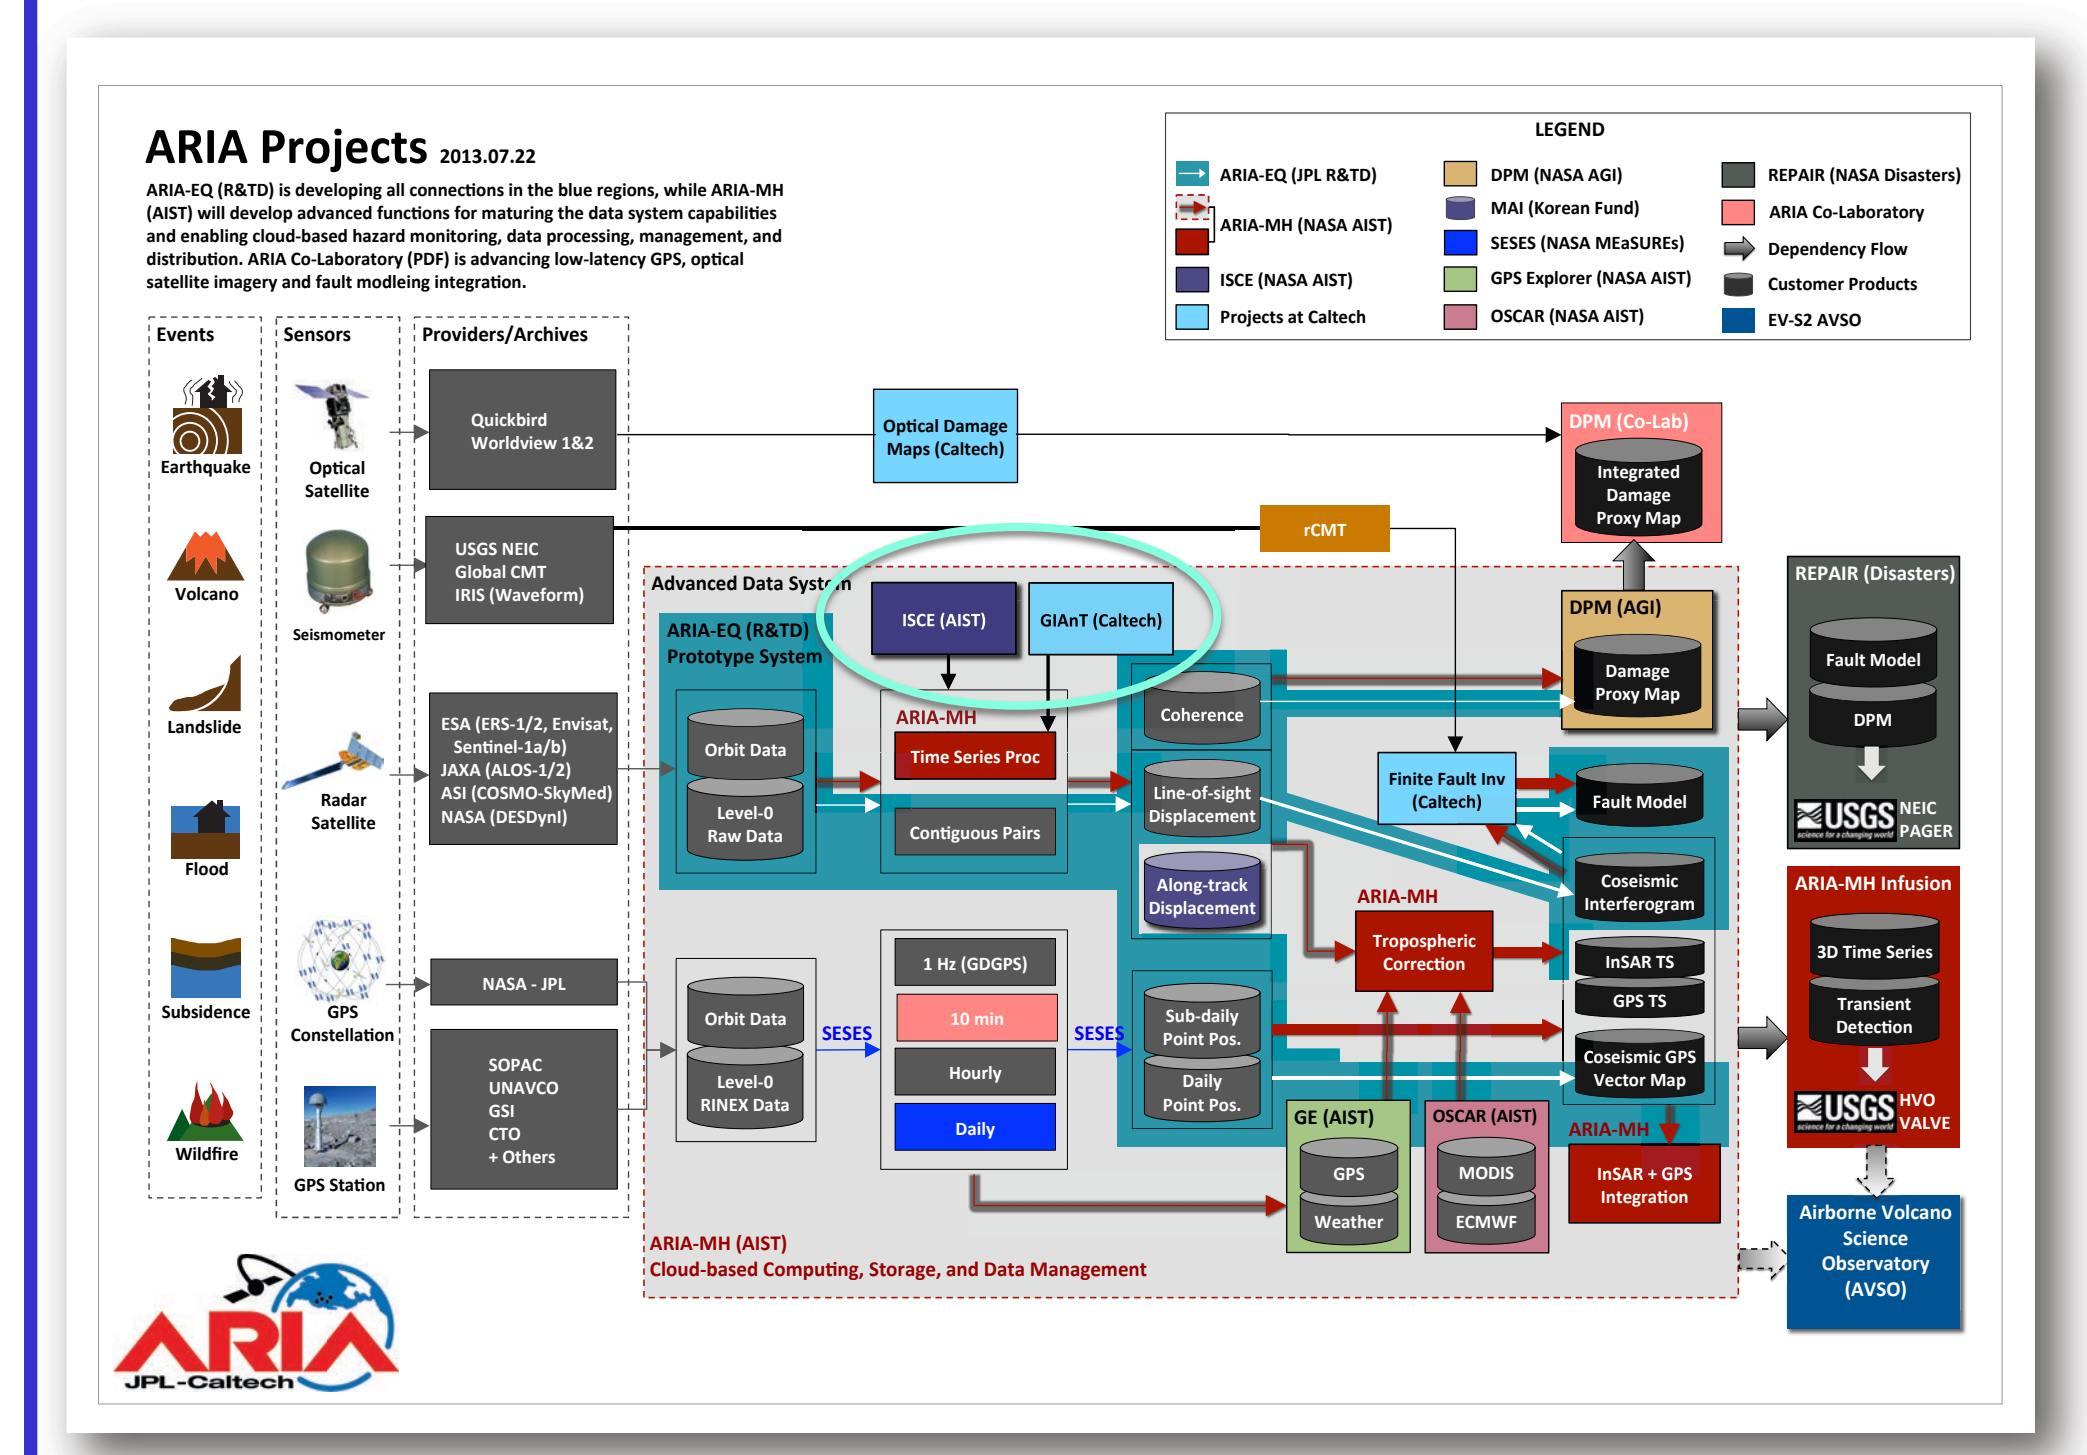 ARIA Projects 2013.07.22
ARIA-EQ (R&TD) is developing all connections in the blue regions, while ARIA-MH
(AIST) will develop advanced functions for maturing the data system capabilities
and enabling cloud-based hazard monitoring, data processing, management, and
distribution. ARIA Co-Laboratory (PDF) is advancing low-latency GPS, optical
satellite imagery and fault modleing integration.
LEGEND
ARIA-EQ (JPL R&TD)
ARIA-MH (NASA AIST)
ISCE (NASA AIST)
Projects at Caltech
DPM (NASA AGI)
MAI (Korean Fund)
SESES (NASA MEaSUREs)
GPS Explorer (NASA AIST)
OSCAR (NASA AIST)
REPAIR (NASA Disasters)
ARIA Co-Laboratory
Dependency Flow
Customer Products
EV-S2 AVSO
Events
Earthquake
Volcano
Landslide
Flood
Subsidence
Wildfire
Sensors
Optical
Satellite
Seismometer
Radar
Satellite
GPS
Constellation
GPS Station
Providers/Archives
Quickbird
Worldview 1&2
USGS NEIC
Global CMT
IRIS (Waveform)
ESA (ERS-1/2, Envisat,
Sentinel-1a/b)
JAXA (ALOS-1/2)
ASI (COSMO-SkyMed)
NASA (DESDynI)
NASA - JPL
SOPAC
UNAVCO
GSI
CTO
+ Others
Optical Damage
Maps (Caltech)
rCMT
DPM (Co-Lab)
Integrated
Damage
Proxy Map
Advanced Data System
ISCE (AIST)
GIAnT (Caltech)
ARIA-EQ (R&TD)
Prototype System
Orbit Data
Level-0
Raw Data
ARIA-MH
Time Series Proc
Contiguous Pairs
Coherence
Line-of-sight
Displacement
Along-track
Displacement
DPM (AGI)
Damage
Proxy Map
Finite Fault Inv
(Caltech)
Fault Model
Coseismic
Interferogram
ARIA-MH
Tropospheric
Correction
InSAR TS
GPS TS
Coseismic GPS
Vector Map
Orbit Data
Level-0
RINEX Data
SESES
1 Hz (GDGPS)
10 min
Hourly
Daily
SESES
Sub-daily
Point Pos.
Daily
Point Pos.
GE (AIST)
GPS
Weather
OSCAR (AIST)
MODIS
ECMWF
ARIA-MH
InSAR + GPS
Integration
ARIA-MH (AIST)
Cloud-based Computing, Storage, and Data Management
REPAIR (Disasters)
Fault Model
DPM
USGS
science for a changing world
NEIC
PAGER
ARIA-MH Infusion
3D Time Series
Transient
Detection
USGS
science for a changing world
HVO
VALVE
Airborne Volcano
Science
Observatory
(AVSO)
ARIA
JPL-Caltech